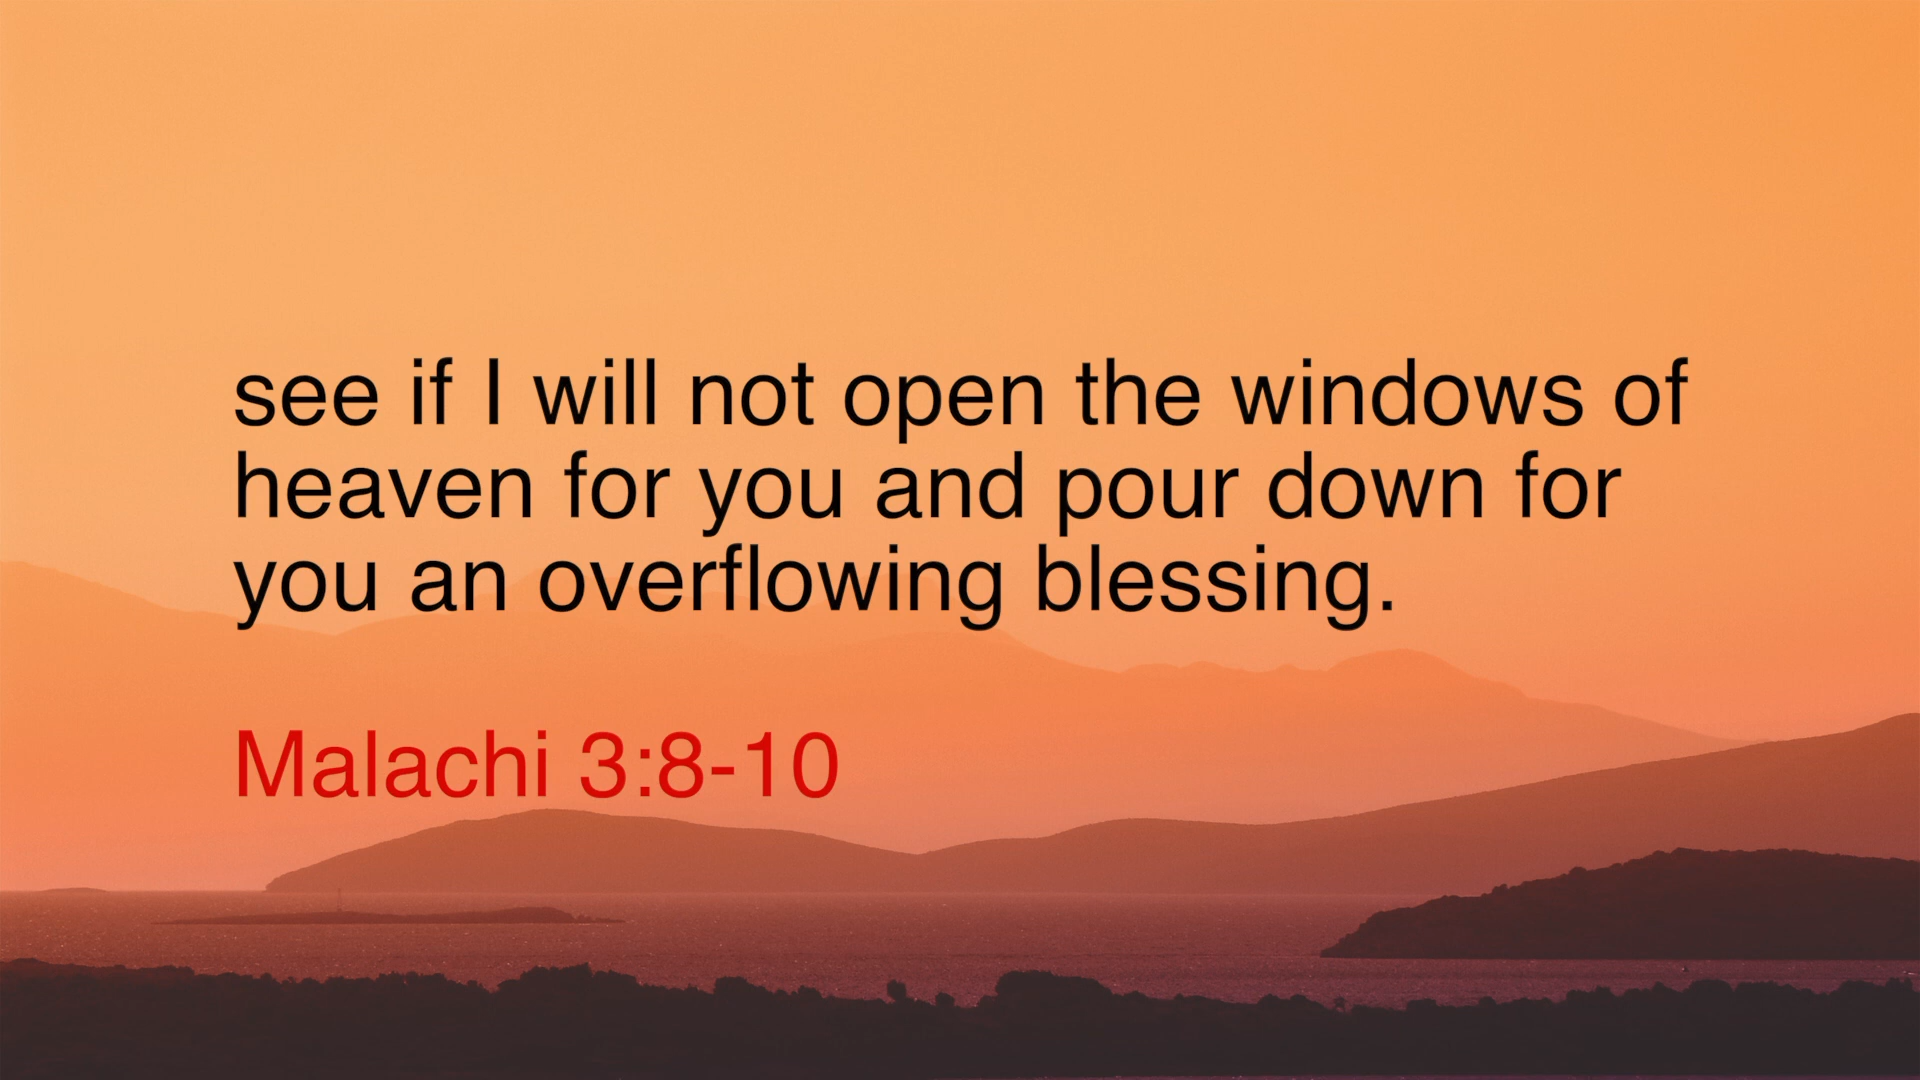 see if I will not open the windows of
heaven for you and pour down for
you an overflowing blessing.
Malachi 3:8-10